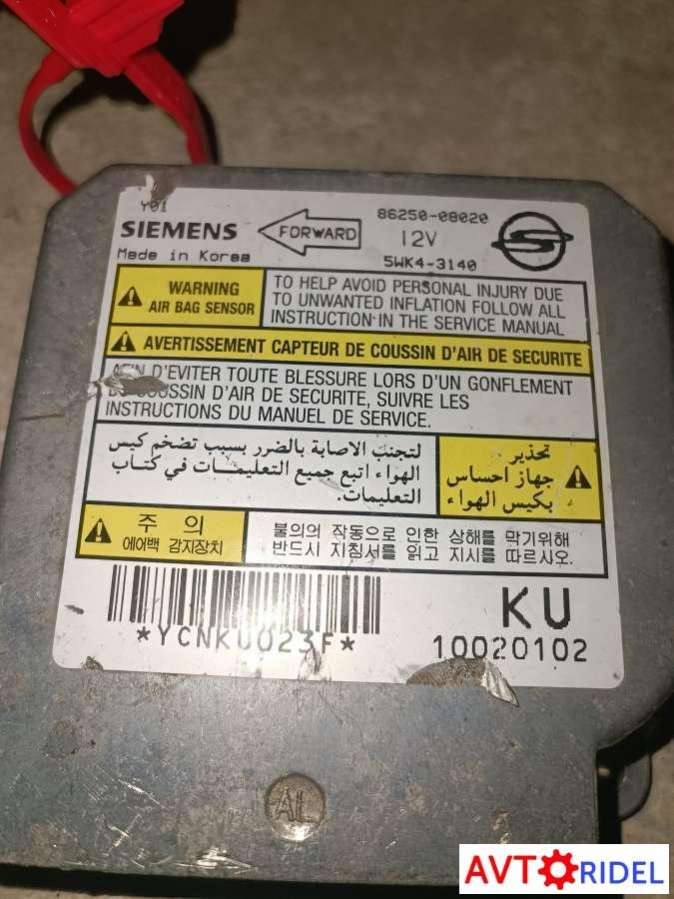 Y01
SIEMENS
Made in Korea
FORWARD
86250-08020
12V
5WK4-3140
WARNING
AIR BAG SENSOR
TO HELP AVOID PERSONAL INJURY DUE
TO UNWANTED INFLATION FOLLOW ALL
INSTRUCTION IN THE SERVICE MANUAL
AVERTISSEMENT CAPTEUR DE COUSSIN D'AIR DE SECURITE
AFIN D'EVITER TOUTE BLESSURE LORS D'UN GONFLEMENT
DU COUSSIN D'AIR DE SECURITE, SUIVRE LES
INSTRUCTIONS DU MANUEL DE SERVICE.
تحذير
جهاز احساس
بكيس الهواء
لتجنب الاصابة بالضرر بسبب تضخم كيس
الهواء اتبع جميع التعليمات في كتاب
التعليمات.
주 의
에어백 감지장치
불의의 작동으로 인한 상해를 막기위해
반드시 지침서를 읽고 지시를 따르시오.
*YCNKU023F*
KU
10020102
AL
AVTORIDEL